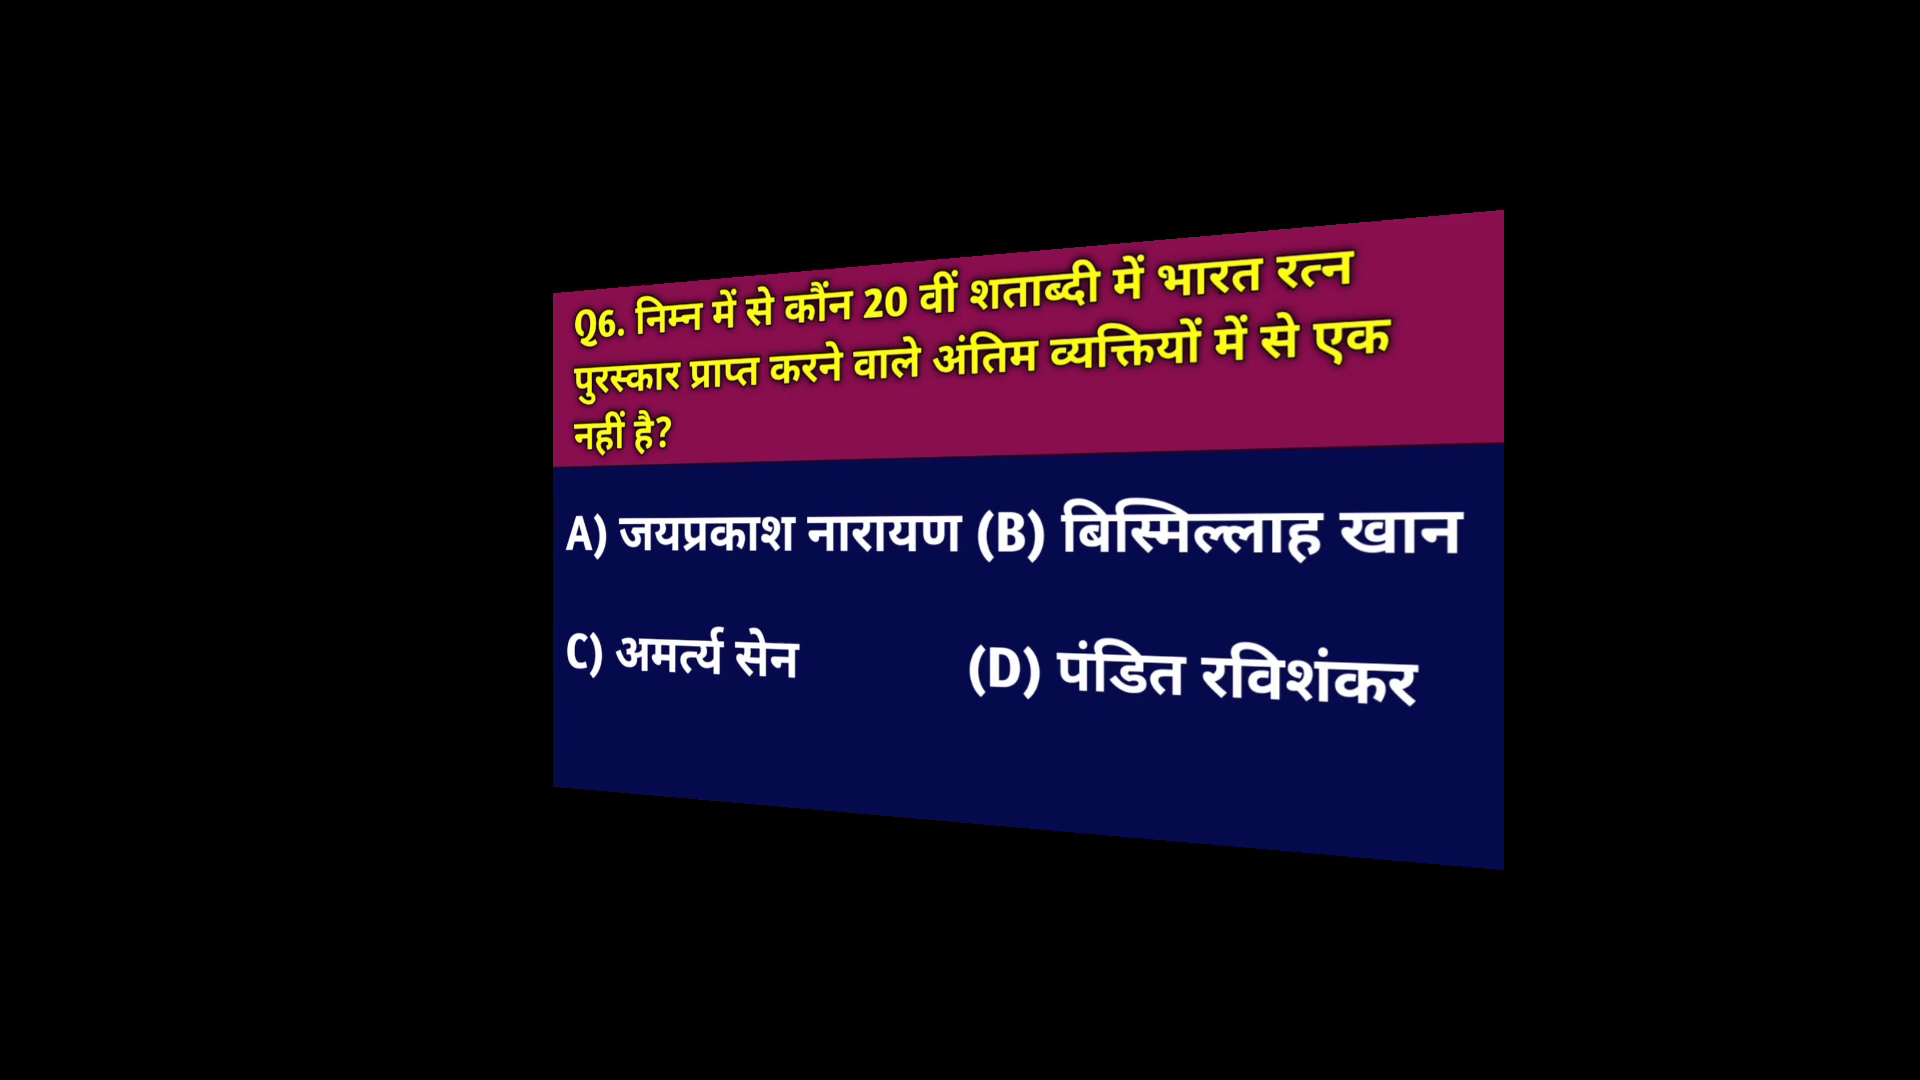 Q6. निम्न में से कौंन 20 वीं शताब्दी में भारत रत्न
पुरस्कार प्राप्त करने वाले अंतिम व्यक्तियों में से एक
नहीं है?
A) जयप्रकाश नारायण (B) बिस्मिल्लाह खान
C) अमर्त्य सेन (D) पंडित रविशंकर